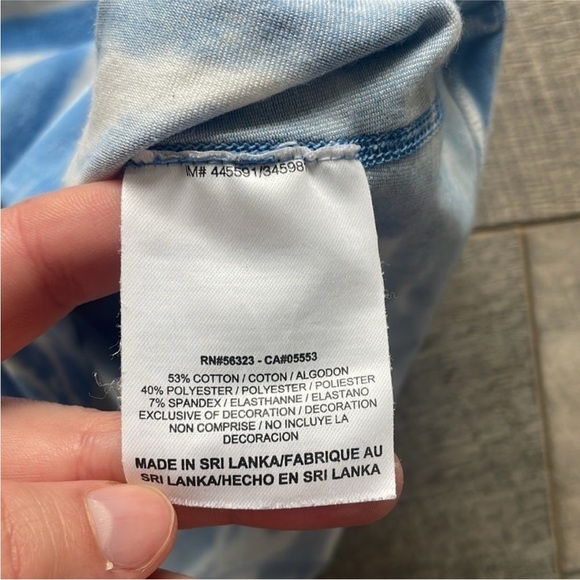 IM# 445591/34598
RN#56323 - CA#05553
53% COTTON / COTON / ALGODON
40% POLYESTER / POLYESTER / POLIESTER
7% SPANDEX / ELASTHANNE / ELASTANO
EXCLUSIVE OF DECORATION / DECORATION
NON COMPRISE / NO INCLUYE LA
DECORACION
MADE IN SRI LANKA/FABRIQUE AU
SRI LANKA/HECHO EN SRI LANKA